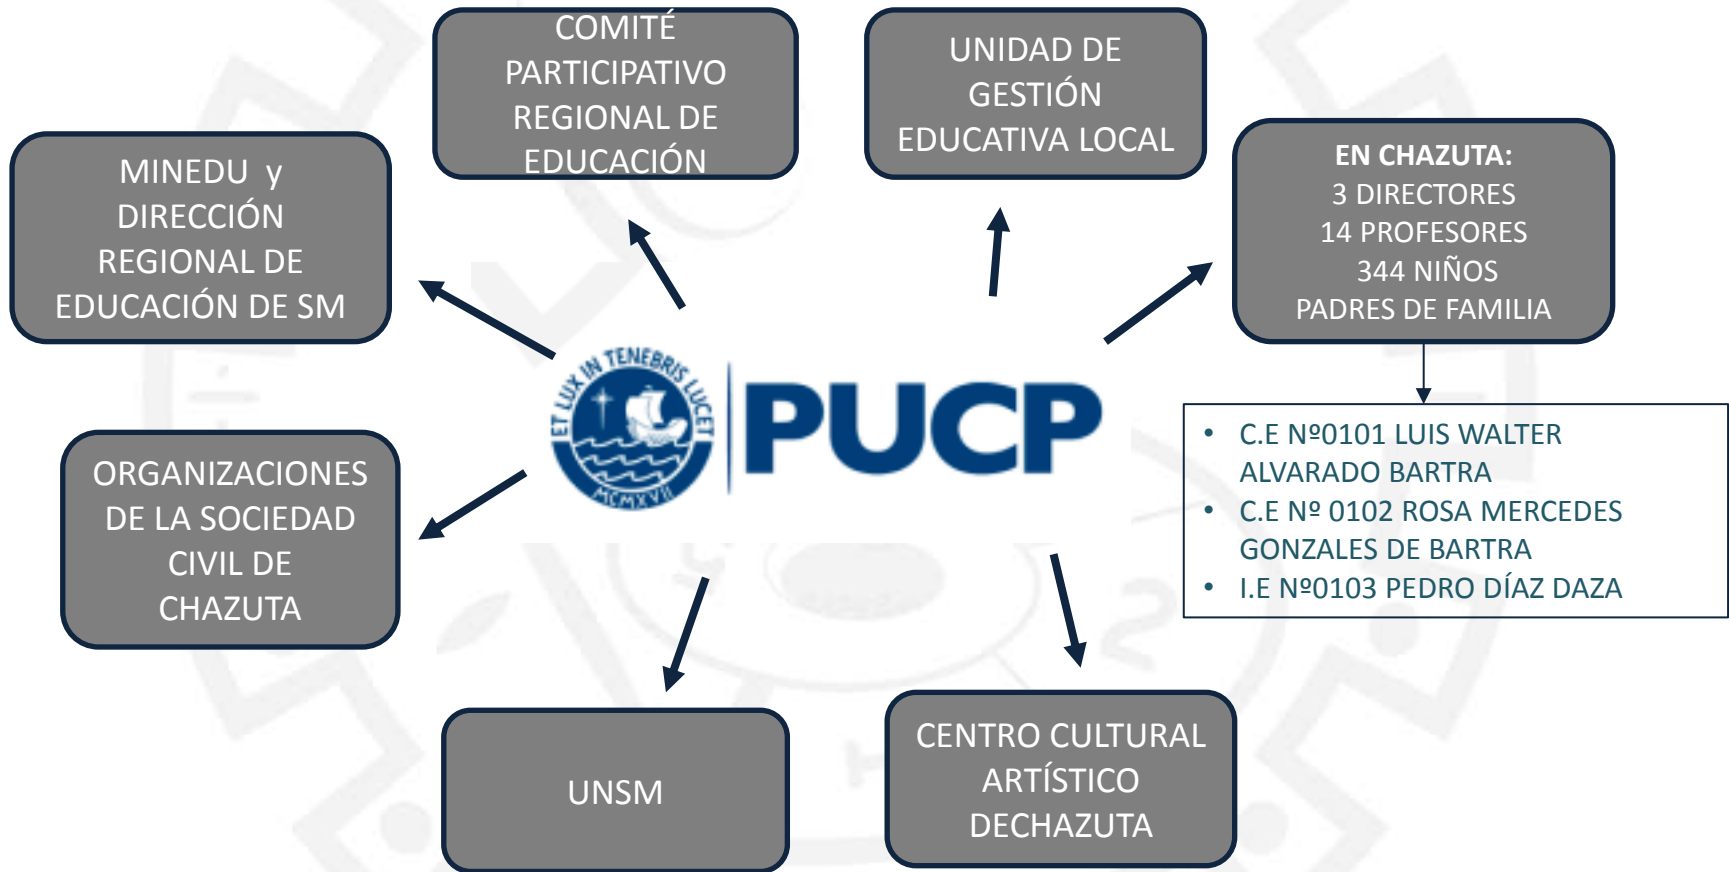 COMITÉ
PARTICIPATIVO
REGIONAL DE
EDUCACIÓN
UNIDAD DE
GESTIÓN
EDUCATIVA LOCAL
MINEDU y
DIRECCIÓN
REGIONAL DE
EDUCACIÓN DE SM
EN CHAZUTA:
3 DIRECTORES
14 PROFESORES
344 NIÑOS
PADRES DE FAMILIA
ET LUX IN TENEBRIS LUCET
MCMXVII
PUCP
• C.E Nº0101 LUIS WALTER
ALVARADO BARTRA
• C.E Nº 0102 ROSA MERCEDES
GONZALES DE BARTRA
• I.E Nº0103 PEDRO DÍAZ DAZA
ORGANIZACIONES
DE LA SOCIEDAD
CIVIL DE
CHAZUTA
UNSM
CENTRO CULTURAL
ARTÍSTICO
DECHAZUTA